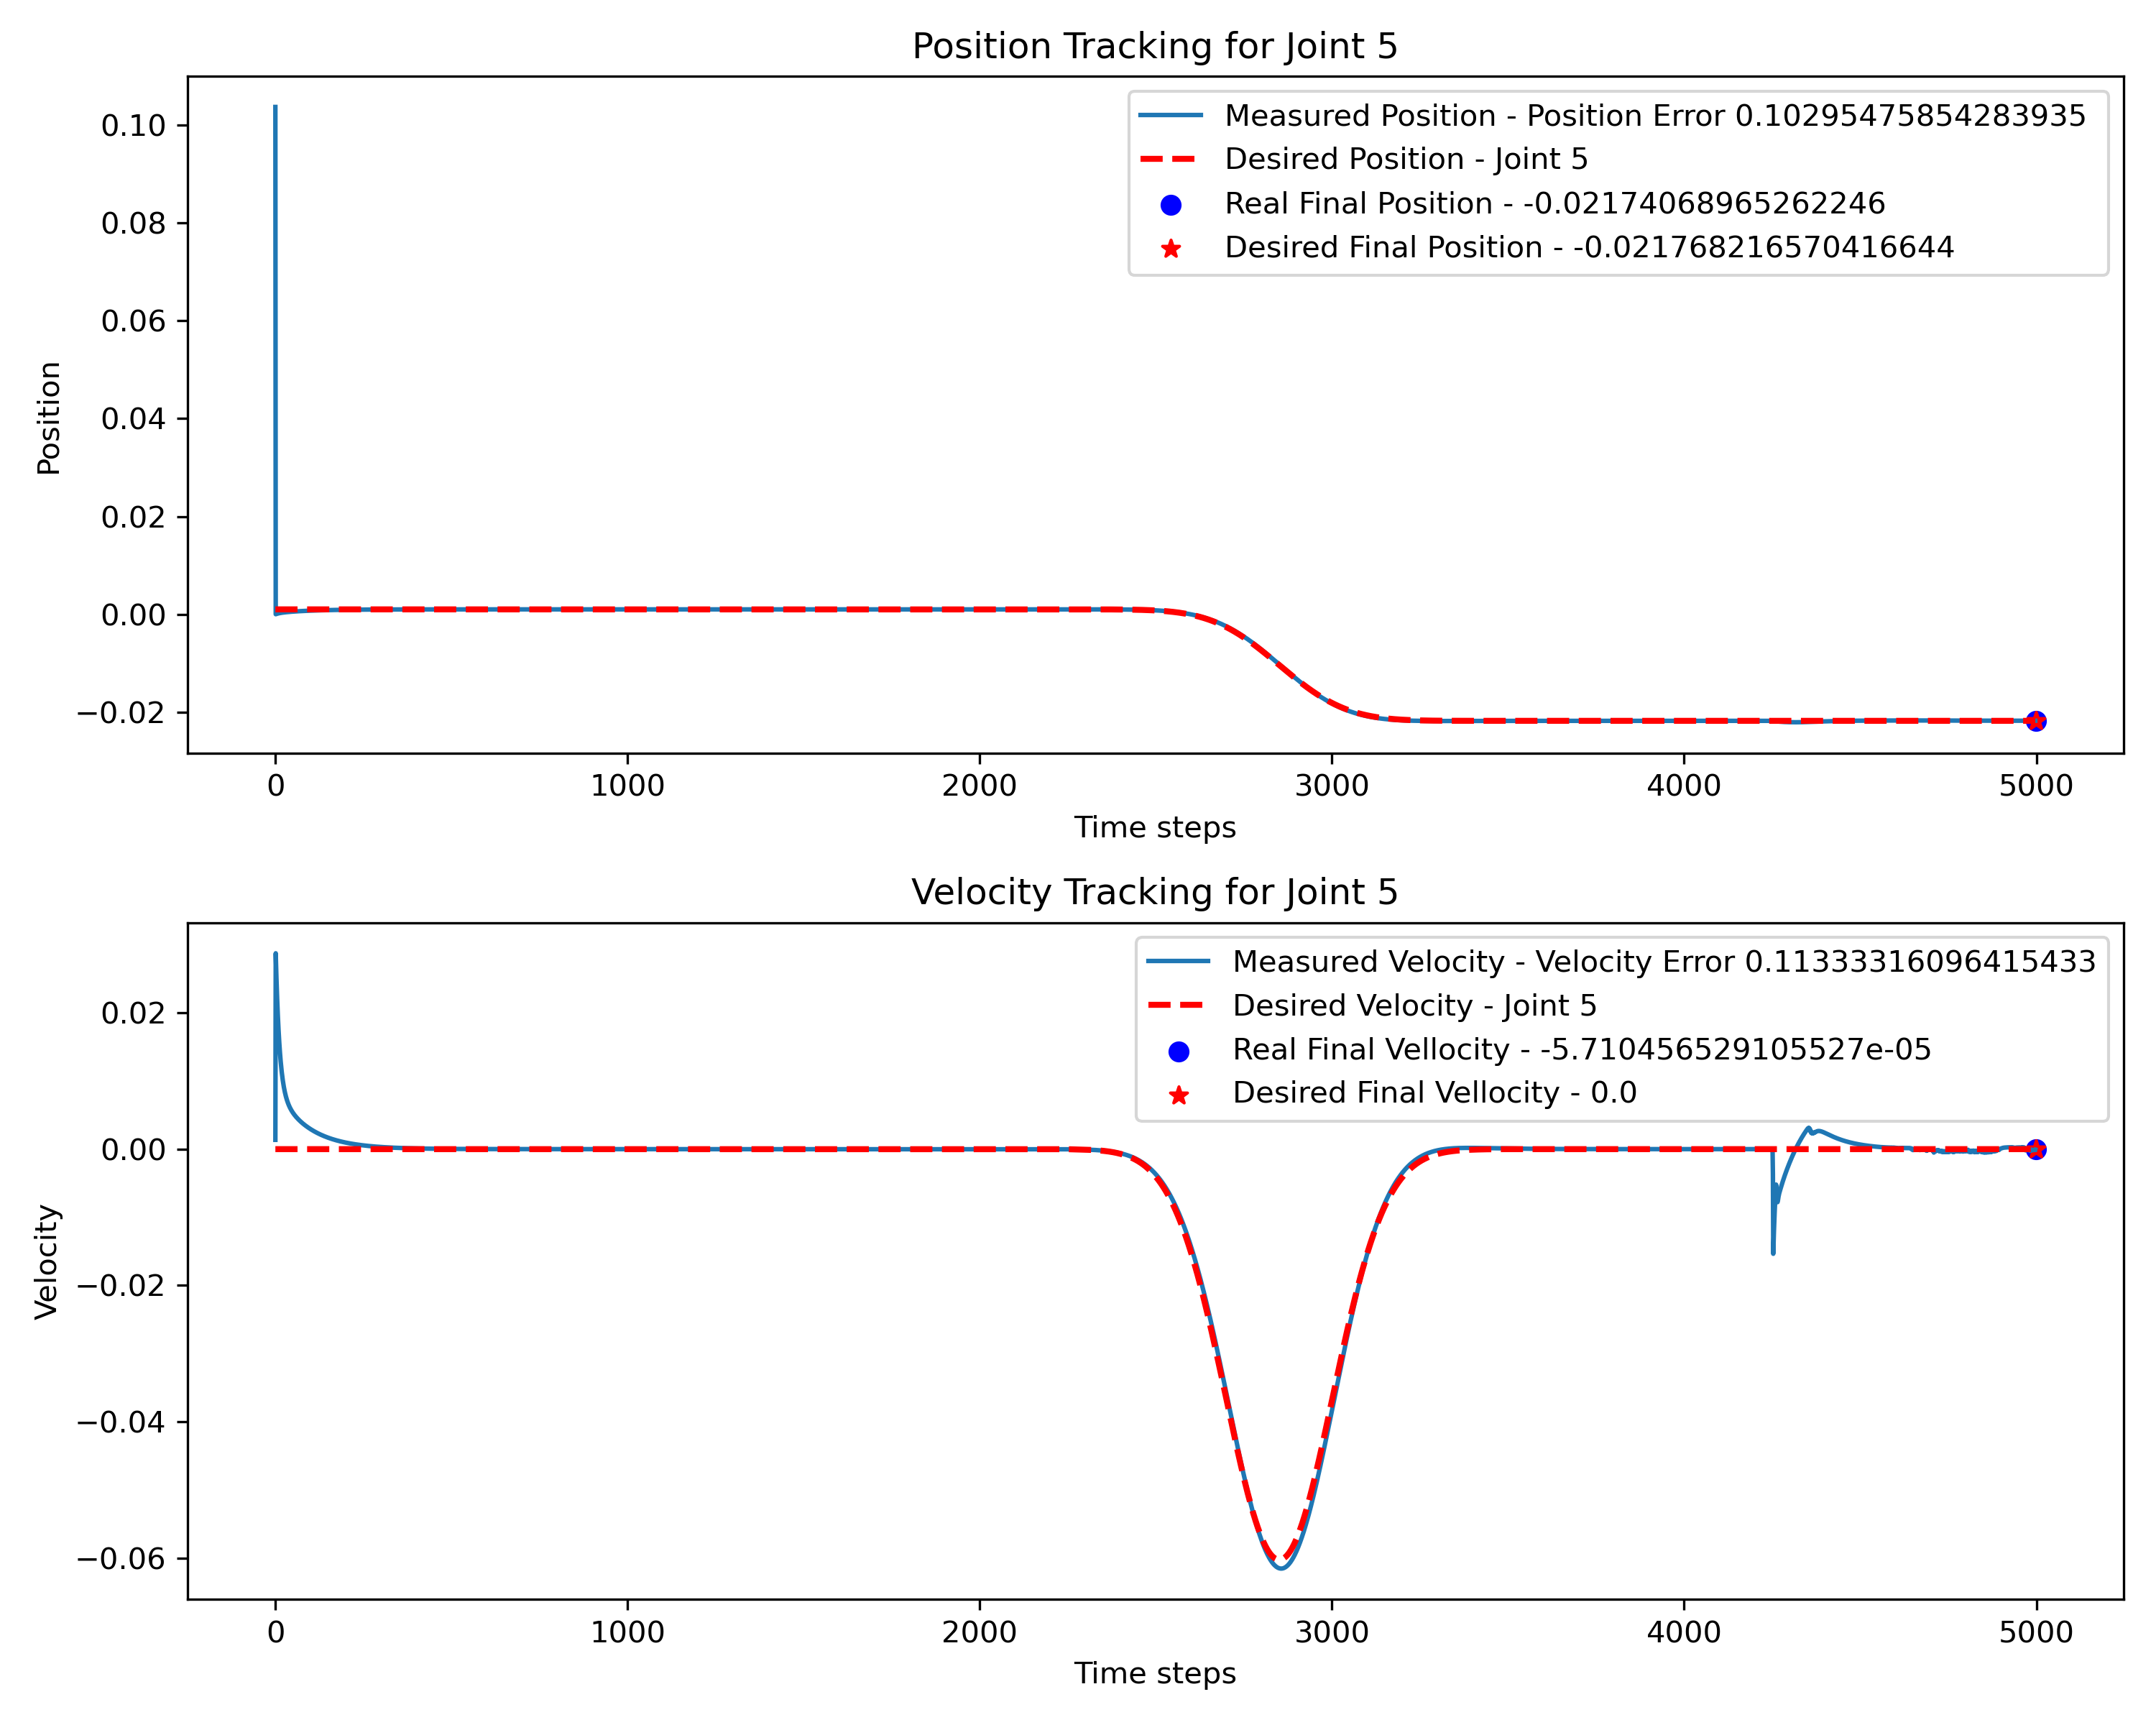 Position Tracking for Joint 5
Measured Position - Position Error 0.10295475854283935
Desired Position - Joint 5
Real Final Position - -0.02174068965262246
Desired Final Position - -0.021768216570416644
0.10
0.08
0.06
0.04
0.02
0.00
−0.02
Position
0 1000 2000 3000 4000 5000
Time steps
Velocity Tracking for Joint 5
Measured Velocity - Velocity Error 0.11333316096415433
Desired Velocity - Joint 5
Real Final Vellocity - -5.710456529105527e-05
Desired Final Vellocity - 0.0
0.02
0.00
−0.02
−0.04
−0.06
Velocity
0 1000 2000 3000 4000 5000
Time steps